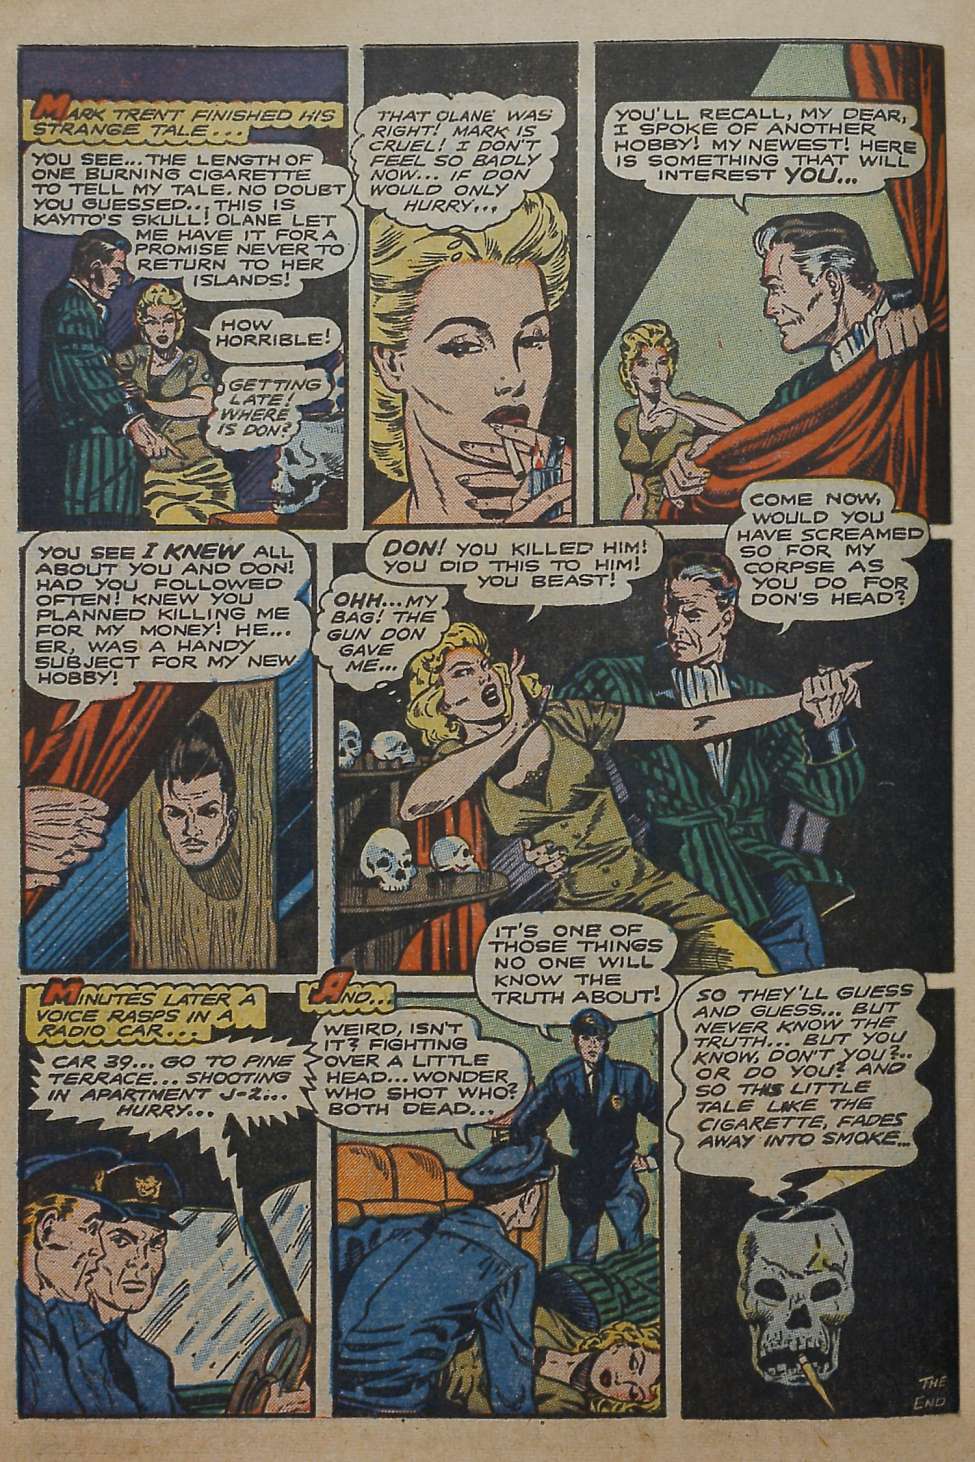 MARK TRENT FINISHED HIS
STRANGE TALE...
YOU SEE...THE LENGTH OF
ONE BURNING CIGARETTE
TO TELL MY TALE. NO DOUBT
YOU GUESSED...THIS IS
KAYTO'S SKULL! OLANE LET
ME HAVE IT FOR A
PROMISE NEVER TO
RETURN TO HER
ISLANDS!
HOW
HORRIBLE!
GETTING
LATE!
WHERE
IS DON?
THAT OLANE WAS
RIGHT! MARK IS
CRUEL! I DON'T
FEEL SO BADLY
NOW... IF DON
WOULD ONLY
HURRY...
YOU'LL RECALL, MY DEAR,
I SPOKE OF ANOTHER
HOBBY! MY NEWEST! HERE
IS SOMETHING THAT WILL
INTEREST YOU...
YOU SEE I KNEW ALL
ABOUT YOU AND DON!
HAD YOU FOLLOWED
OFTEN! KNEW YOU
PLANNED KILLING ME
FOR MY MONEY! HE...
ER, WAS A HANDY
SUBJECT FOR MY NEW
HOBBY!
OHH...MY
BAG! THE
GUN DON
GAVE
ME...
DON! YOU KILLED HIM!
YOU DID THIS TO HIM!
YOU BEAST!
COME NOW,
WOULD YOU
HAVE SCREAMED
SO FOR MY
CORPSE AS
YOU DO FOR
DON'S HEAD?
MINUTES LATER A
VOICE RASPS IN A
RADIO CAR...
CAR 39... GO TO PINE
TERRACE... SHOOTING
IN APARTMENT J-2...
HURRY...
AND...
WEIRD, ISN'T
IT? FIGHTING
OVER A LITTLE
HEAD...WONDER
WHO SHOT WHO?
BOTH DEAD...
IT'S ONE OF
THOSE THINGS
NO ONE WILL
KNOW THE
TRUTH ABOUT!
SO THEY'LL GUESS
AND GUESS... BUT
NEVER KNOW THE
TRUTH... BUT YOU
KNOW, DON'T YOU?..
OR DO YOU? AND
SO THIS LITTLE
TALE LIKE THE
CIGARETTE, FADES
AWAY INTO SMOKE...
THE
END